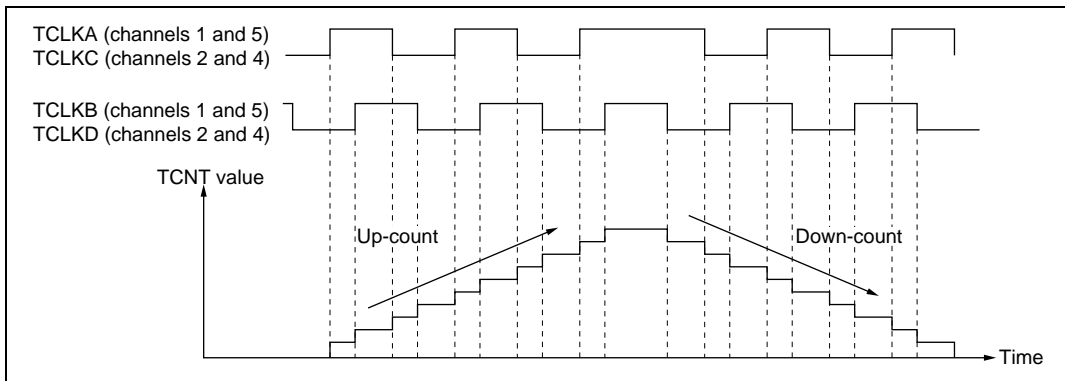 TCLKA (channels 1 and 5)
TCLKC (channels 2 and 4)
TCLKB (channels 1 and 5)
TCLKD (channels 2 and 4)
TCNT value
Up-count
Down-count
Time